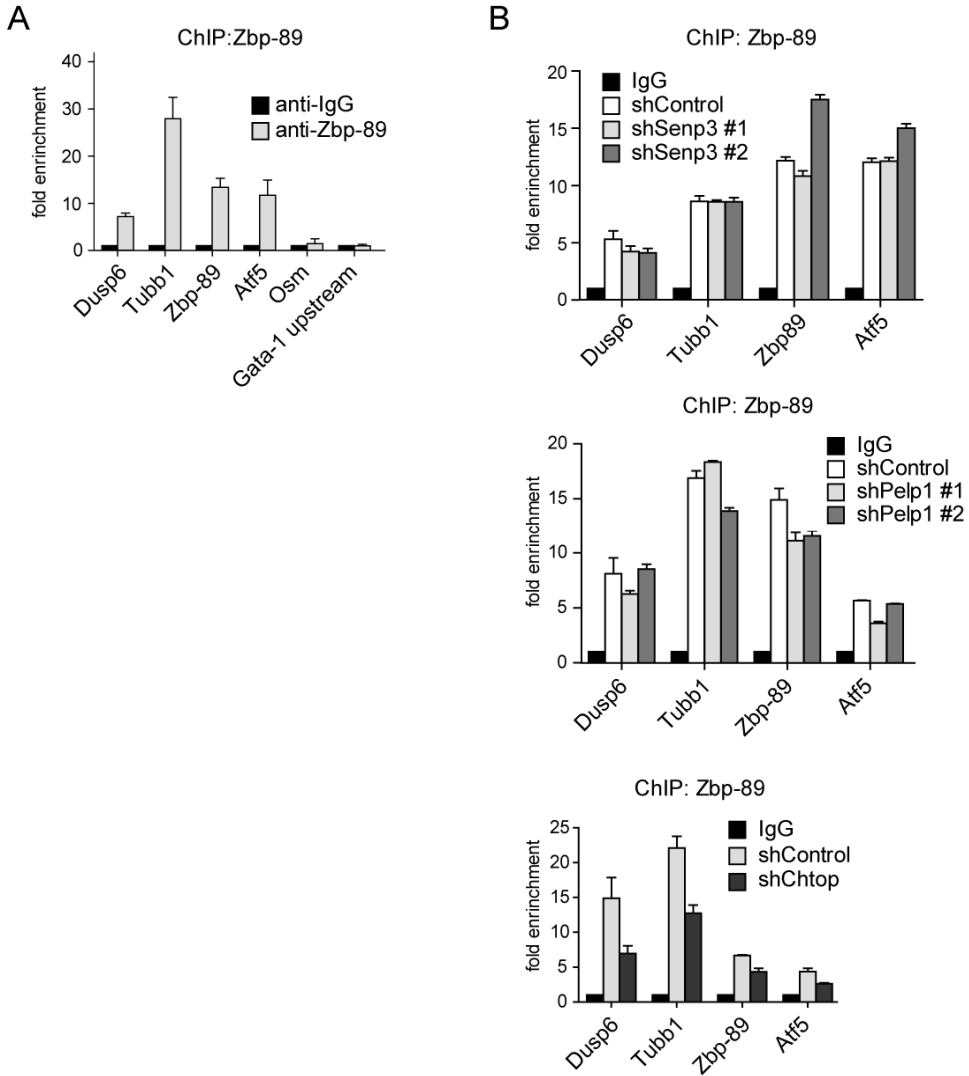 A
ChIP:Zbp-89
fold enrinchment
40
30
20
10
0
anti-IgG
anti-Zbp-89
Dusp6
Tubb1
Zbp-89
Atf5
Osm
Gata-1 upstream
B
ChIP: Zbp-89
fold enrinchment
20
15
10
5
0
IgG
shControl
shSenp3 #1
shSenp3 #2
Dusp6
Tubb1
Zbp89
Atf5
ChIP: Zbp-89
fold enrinchment
20
15
10
5
0
IgG
shControl
shPelp1 #1
shPelp1 #2
Dusp6
Tubb1
Zbp-89
Atf5
ChIP: Zbp-89
fold enrinchment
25
20
15
10
5
0
IgG
shControl
shChtop
Dusp6
Tubb1
Zbp-89
Atf5